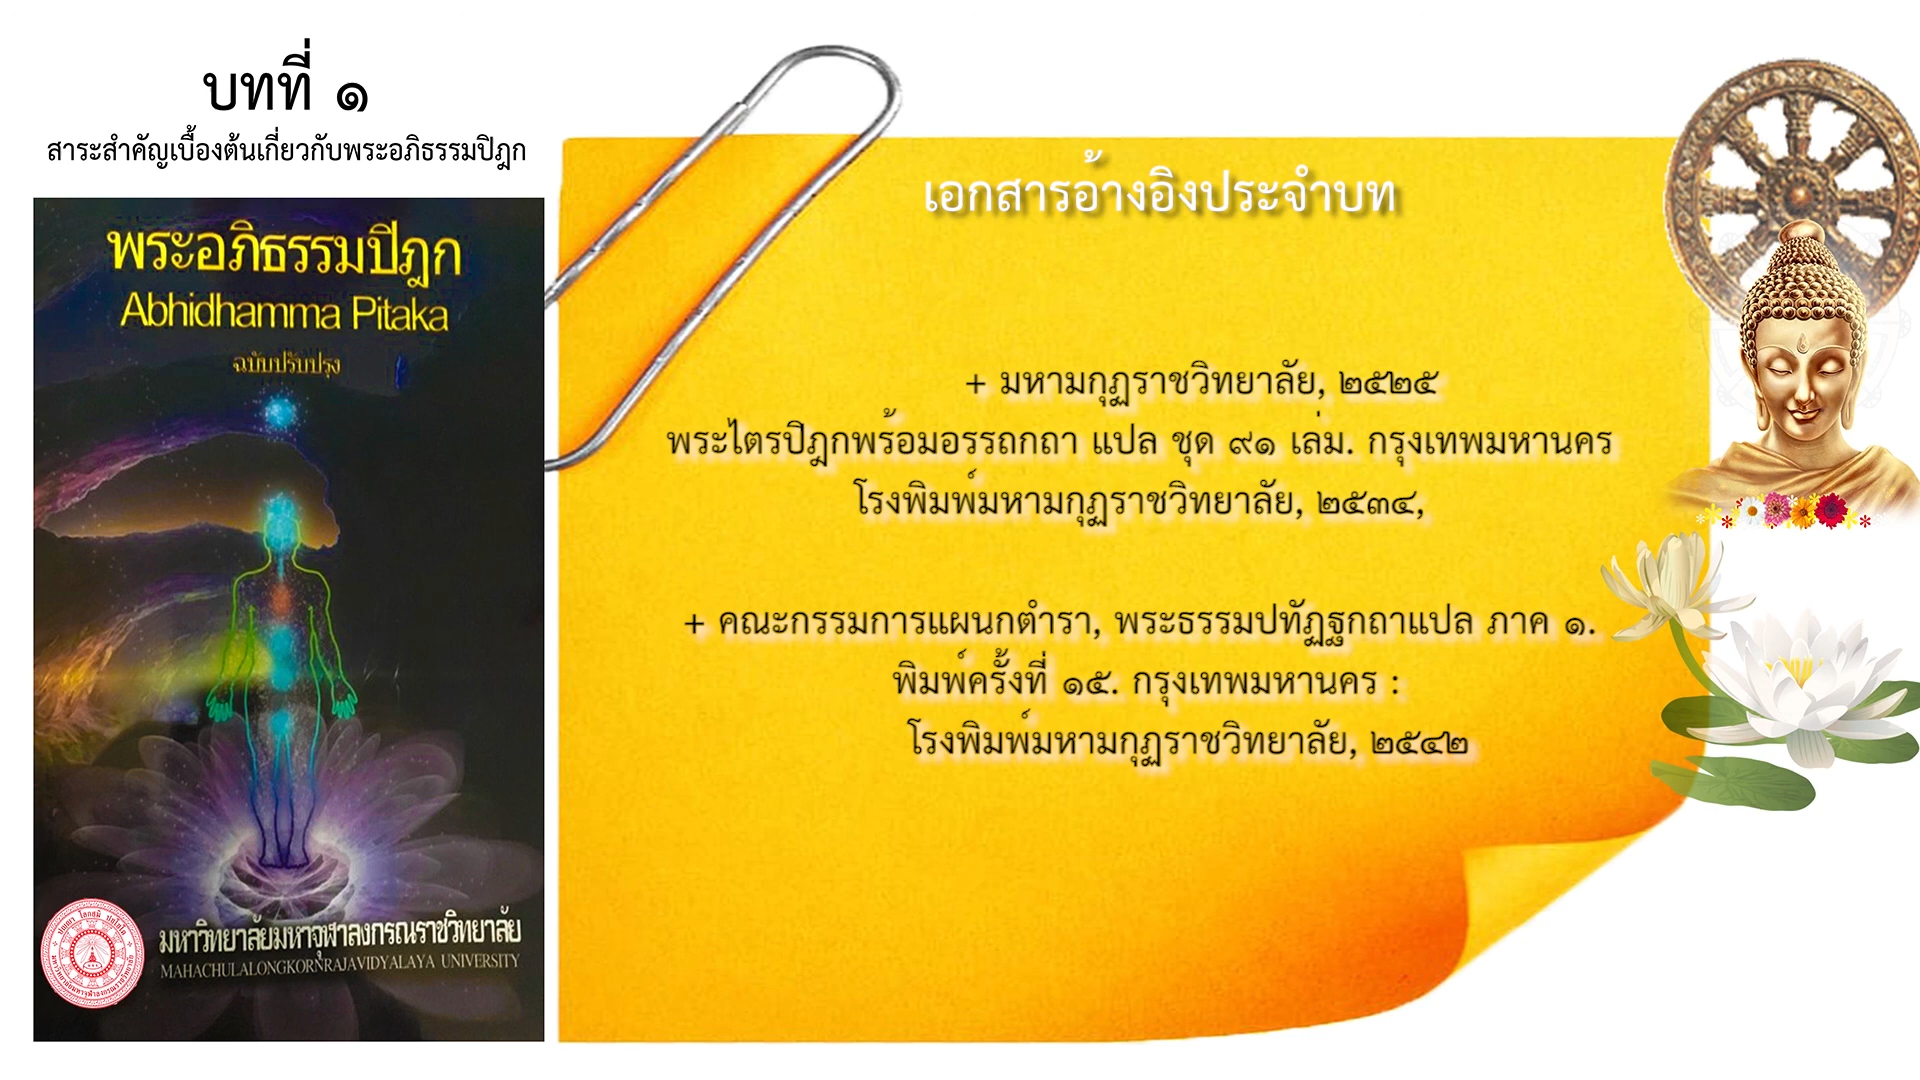 บทที่ ๑
สาระสำคัญเบื้องต้นเกี่ยวกับพระอภิธรรมปิฎก
พระอภิธรรมปิฎก
Abhidhamma Pitaka
ฉบับปรับปรุง
มหาวิทยาลัยมหาจุฬาลงกรณราชวิทยาลัย
MAHACHULALONGKORNRAJAVIDYALAYA UNIVERSITY
เอกสารอ้างอิงประจำบท
+ มหามกุฏราชวิทยาลัย, ๒๕๒๕
พระไตรปิฎกพร้อมอรรถกถา แปล ชุด ๙๑ เล่ม. กรุงเทพมหานคร
โรงพิมพ์มหามกุฏราชวิทยาลัย, ๒๕๓๔,
+ คณะกรรมการแผนกตำรา, พระธรรมปทัฏฐกถาแปล ภาค ๑.
พิมพ์ครั้งที่ ๑๕. กรุงเทพมหานคร :
โรงพิมพ์มหามกุฏราชวิทยาลัย, ๒๕๔๒